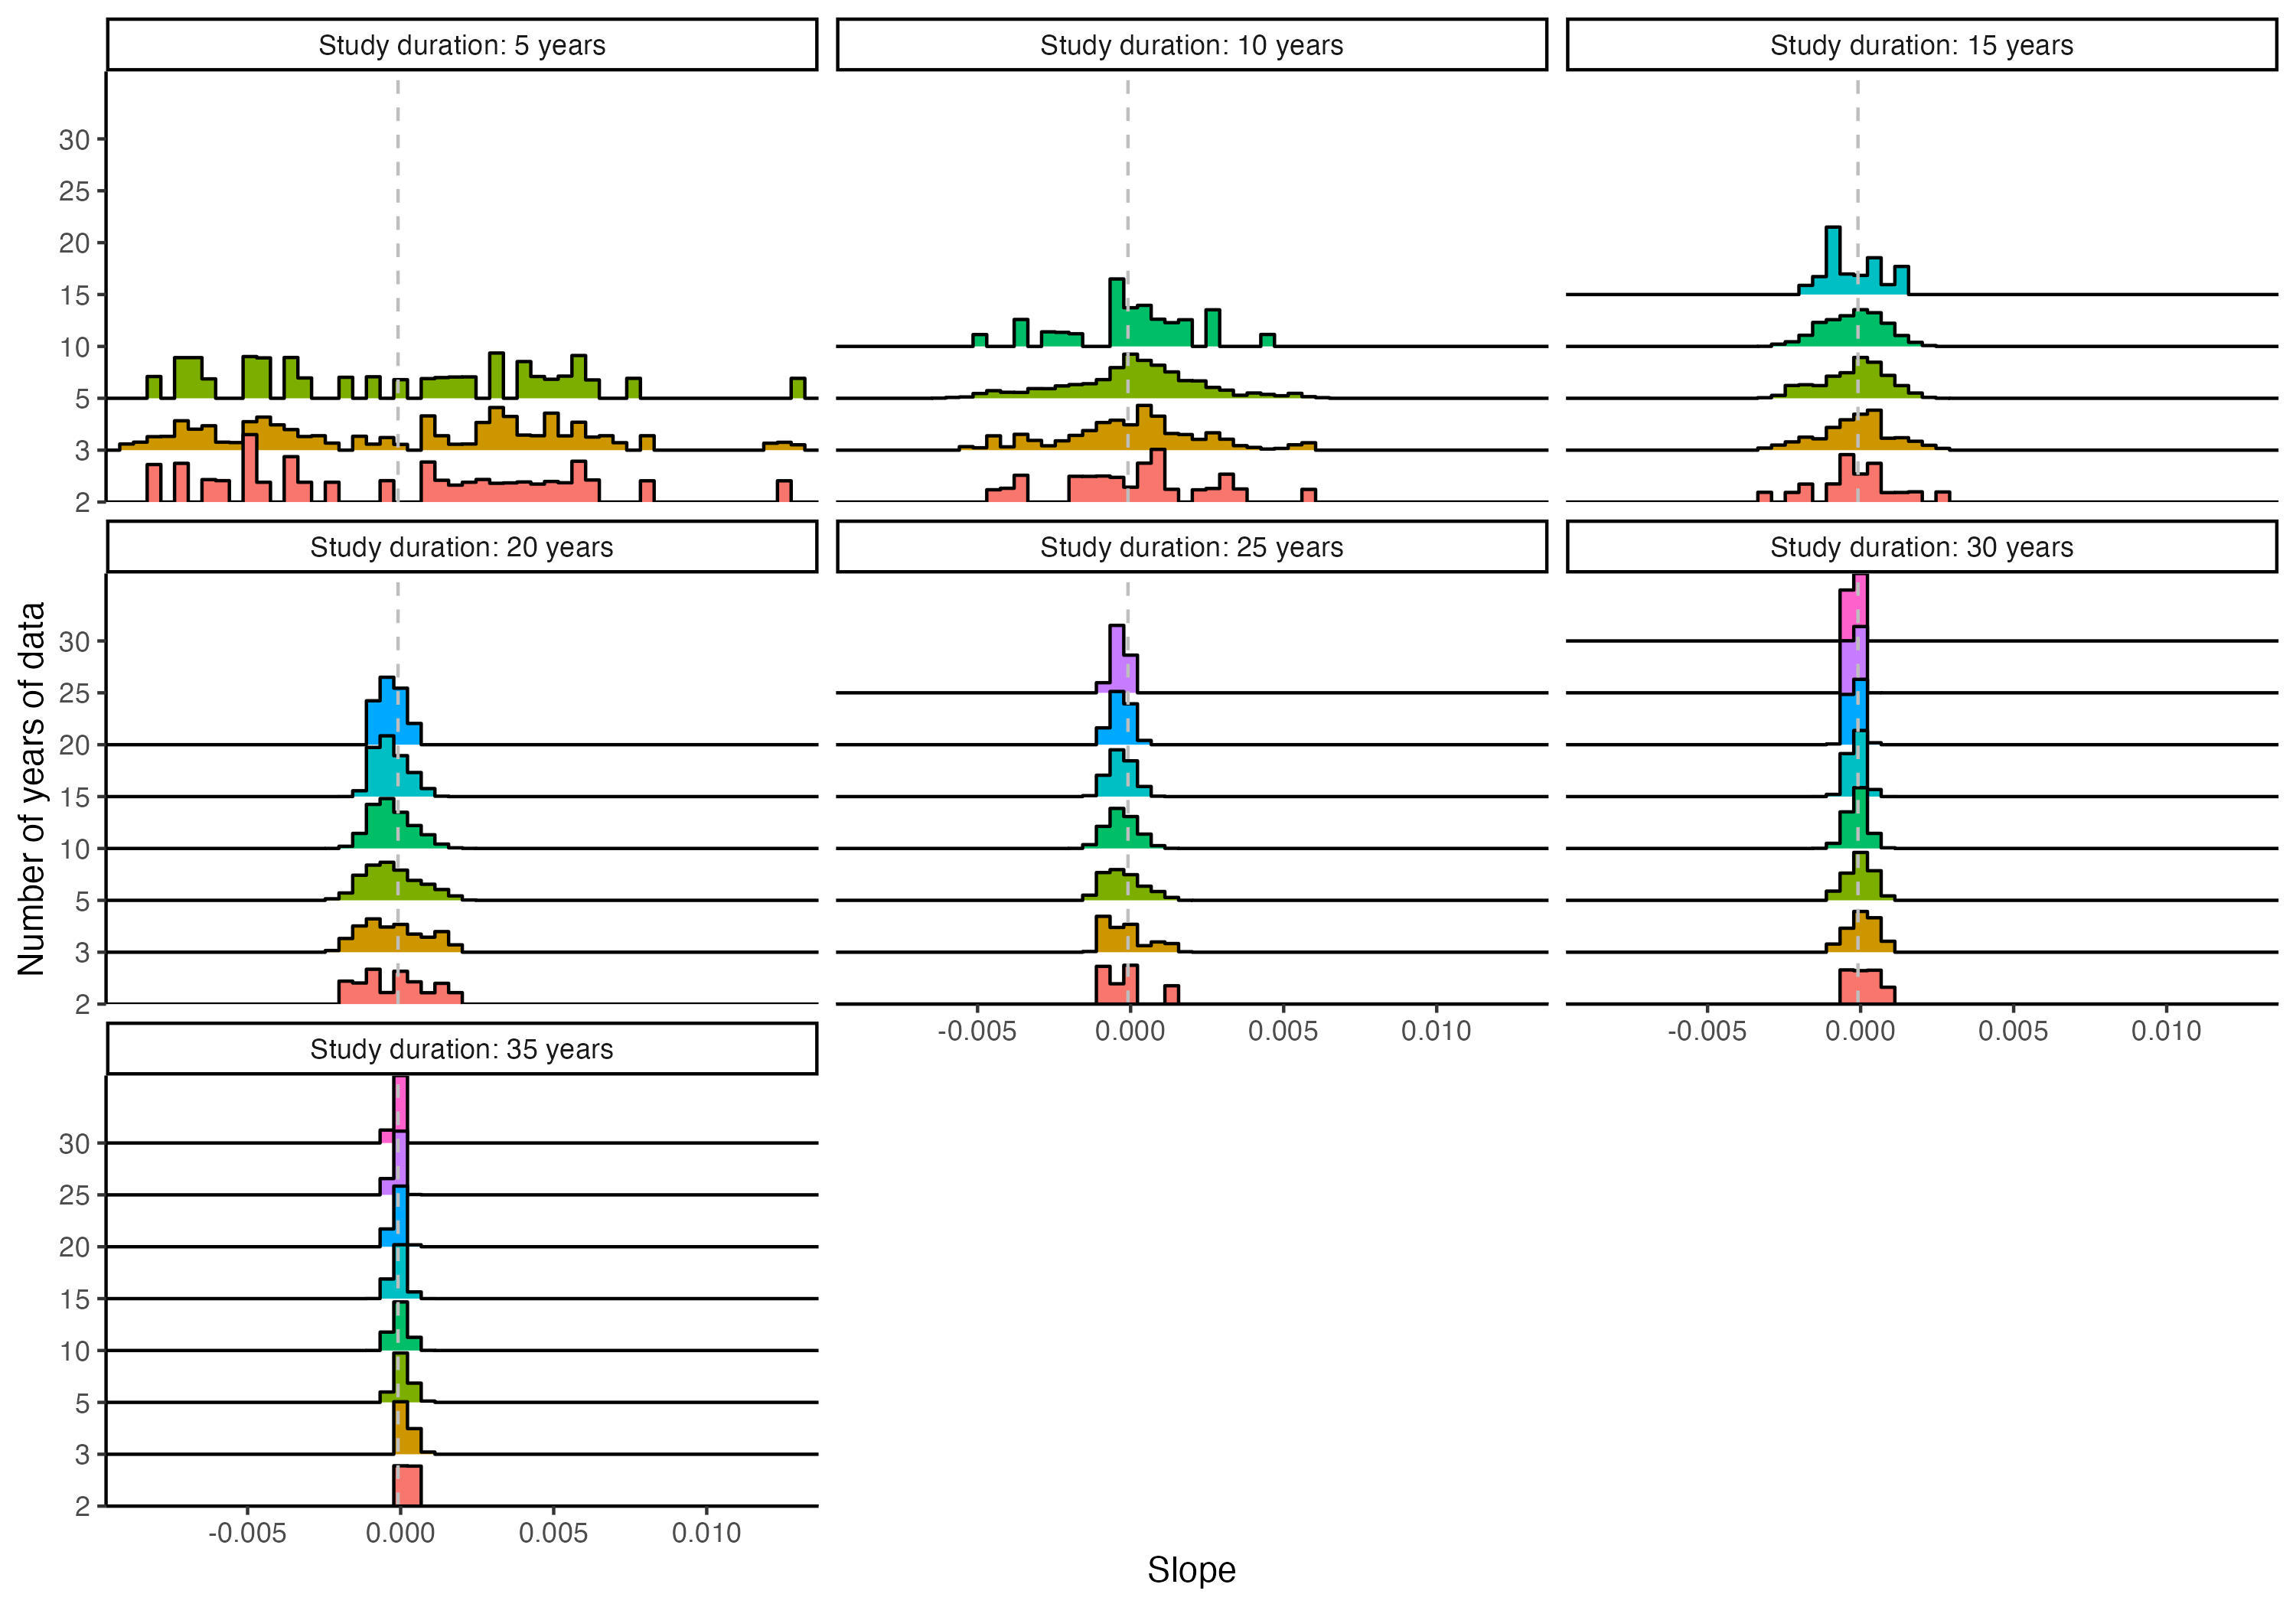 Study duration: 5 years
Study duration: 10 years
Study duration: 15 years
30
25
20
15
10
5
3
2
Study duration: 20 years
Study duration: 25 years
Study duration: 30 years
Number of years of data
30
25
20
15
10
5
3
2
-0.005 0.000 0.005 0.010
-0.005 0.000 0.005 0.010
Study duration: 35 years
30
25
20
15
10
5
3
2
-0.005 0.000 0.005 0.010
Slope